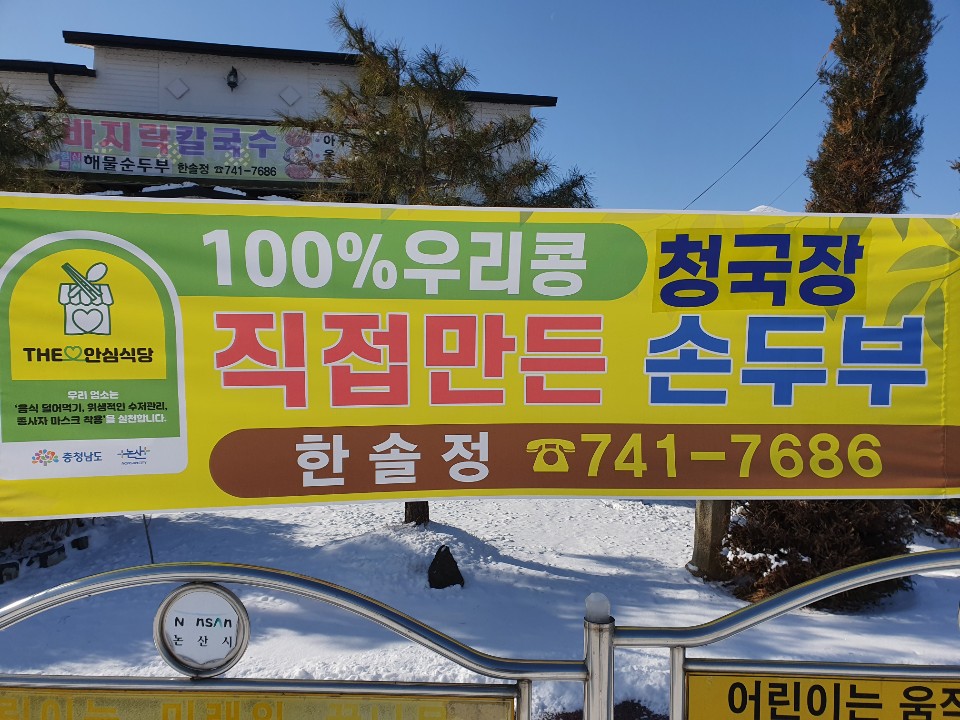 바지락칼국수
해물순두부 한솔정 ☎741-7686
100%우리콩 청국장
직접만든 손두부
한솔정 ☎741-7686
THE 안심식당
우리 업소는
'음식 덜어먹기, 위생적인 수저관리,
종사자 마스크 착용'을 실천합니다.
충청남도 논산
NONSAN
논산시
어린이는 움직